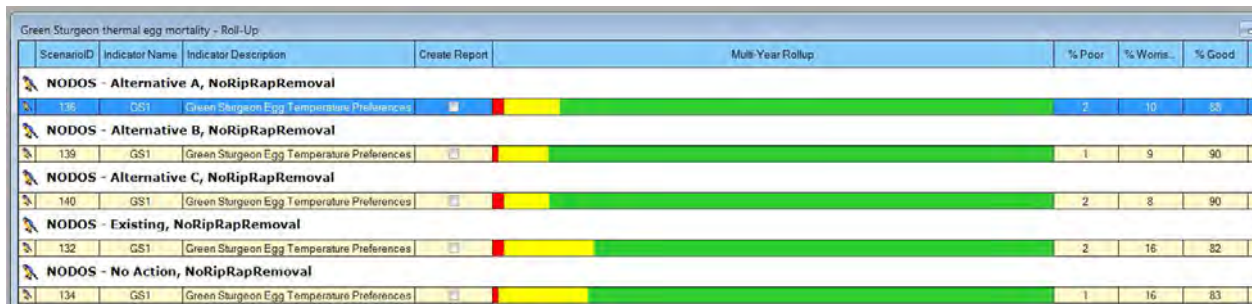 Green Sturgeon thermal egg mortality - Roll-Up
ScenarioID Indicator Name Indicator Description Create Report Multi-Year Rollup % Poor % Worris... % Good
NODOS - Alternative A, NoRipRapRemoval
136 GS1 Green Sturgeon Egg Temperature Preferences 2 10 88
NODOS - Alternative B, NoRipRapRemoval
139 GS1 Green Sturgeon Egg Temperature Preferences 1 9 90
NODOS - Alternative C, NoRipRapRemoval
140 GS1 Green Sturgeon Egg Temperature Preferences 2 8 90
NODOS - Existing, NoRipRapRemoval
132 GS1 Green Sturgeon Egg Temperature Preferences 2 16 82
NODOS - No Action, NoRipRapRemoval
134 GS1 Green Sturgeon Egg Temperature Preferences 1 16 83